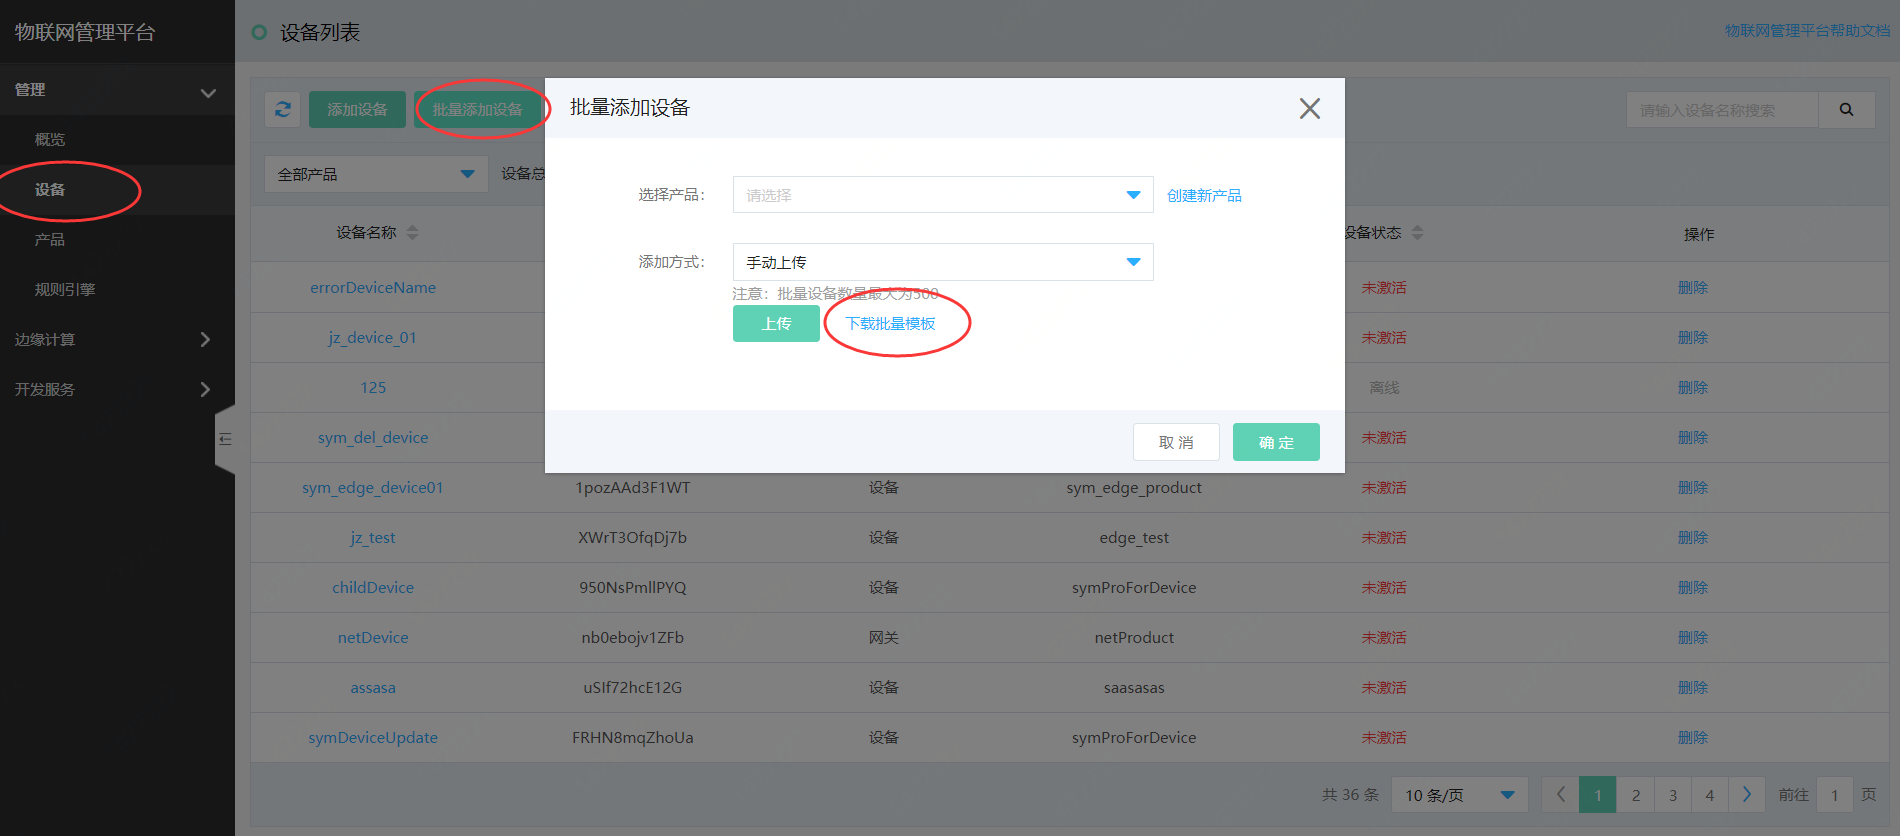 物联网管理平台
管理
概览
设备
产品
规则引擎
边缘计算
开发服务
设备列表
物联网管理平台帮助文档
添加设备
批量添加设备
请输入设备名称搜索
全部产品
设备总
批量添加设备
选择产品：
请选择
创建新产品
添加方式：
手动上传
注意：批量设备数量最大为500
上传
下载批量模板
取 消
确 定
设备名称
设备状态
操作
errorDeviceName
未激活
删除
jz_device_01
未激活
删除
125
离线
删除
sym_del_device
未激活
删除
sym_edge_device01
1pozAAd3F1WT
设备
sym_edge_product
未激活
删除
jz_test
XWrT3OfqDj7b
设备
edge_test
未激活
删除
childDevice
950NsPmllPYQ
设备
symProForDevice
未激活
删除
netDevice
nb0ebojv1ZFb
网关
netProduct
未激活
删除
assasa
uSIf72hcE12G
设备
saasasas
未激活
删除
symDeviceUpdate
FRHN8mqZhoUa
设备
symProForDevice
未激活
删除
共 36 条
10 条/页
1
2
3
4
前往
1
页